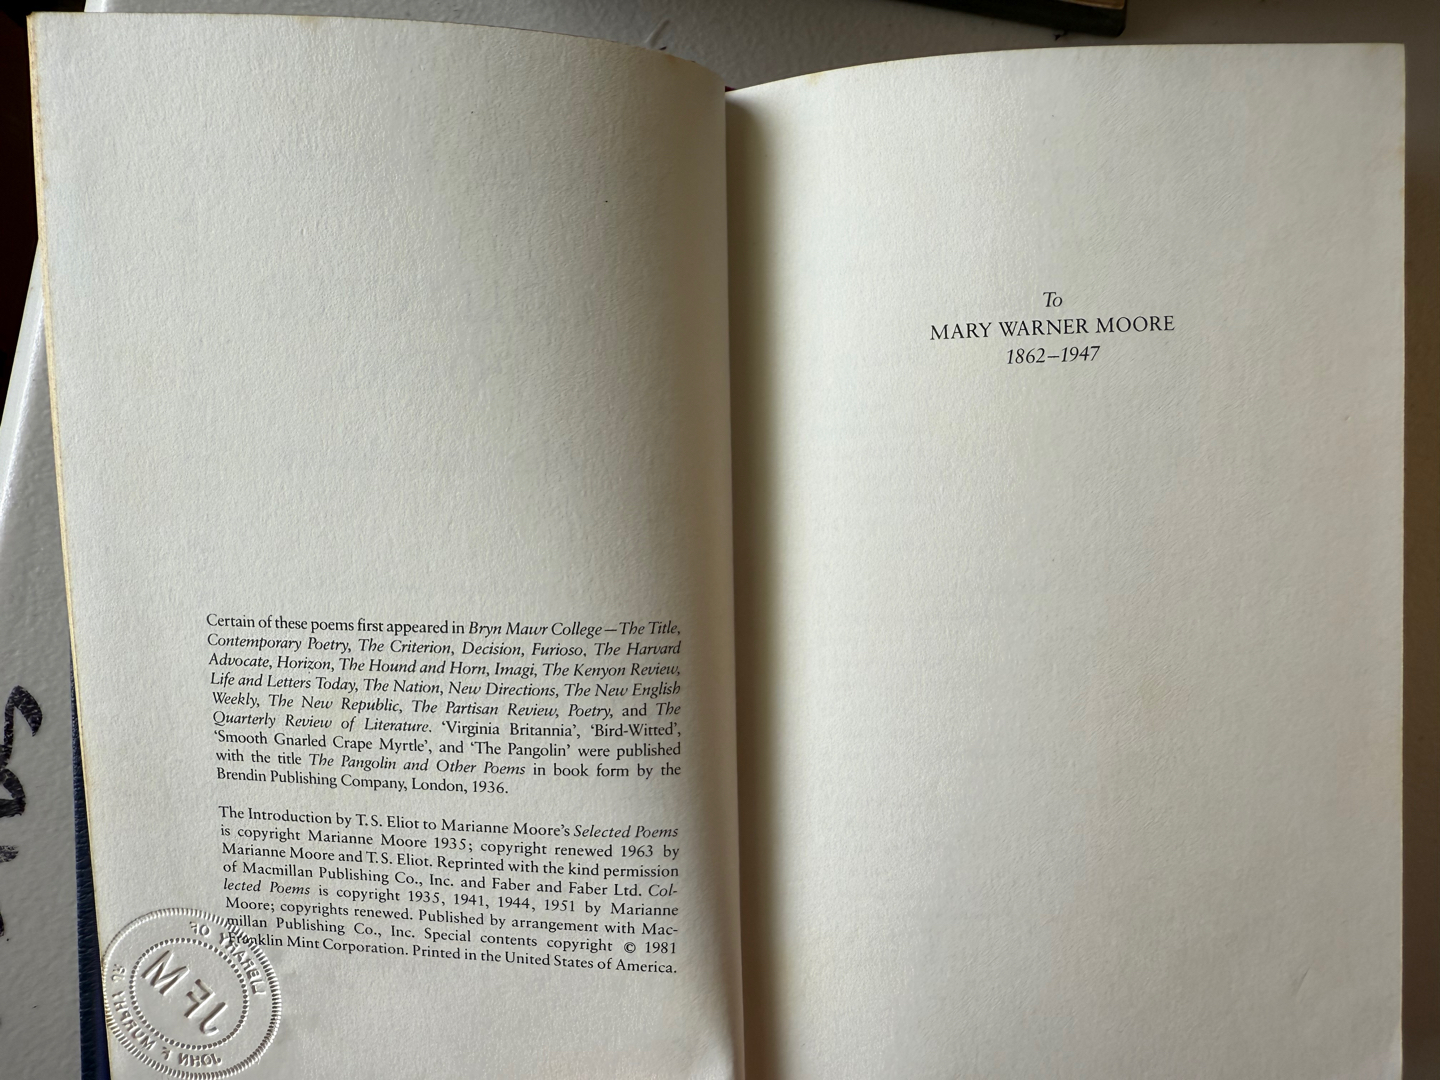 Certain of these poems first appeared in Bryn Mawr College—The Title,
Contemporary Poetry, The Criterion, Decision, Furioso, The Harvard
Advocate, Horizon, The Hound and Horn, Imagi, The Kenyon Review,
Life and Letters Today, The Nation, New Directions, The New English
Weekly, The New Republic, The Partisan Review, Poetry, and The
Quarterly Review of Literature. ‘Virginia Britannia’, ‘Bird-Witted’,
‘Smooth Gnarled Crape Myrtle’, and ‘The Pangolin’ were published
with the title The Pangolin and Other Poems in book form by the
Brendin Publishing Company, London, 1936.
The Introduction by T. S. Eliot to Marianne Moore’s Selected Poems
is copyright Marianne Moore 1935; copyright renewed 1963 by
Marianne Moore and T. S. Eliot. Reprinted with the kind permission
of Macmillan Publishing Co., Inc. and Faber and Faber Ltd. Col-
lected Poems is copyright 1935, 1941, 1944, 1951 by Marianne
Moore; copyrights renewed. Published by arrangement with Mac-
millan Publishing Co., Inc. Special contents copyright © 1981
Franklin Mint Corporation. Printed in the United States of America.
LIBRARY OF
JFM
JOHN F MURPHY
To
MARY WARNER MOORE
1862–1947